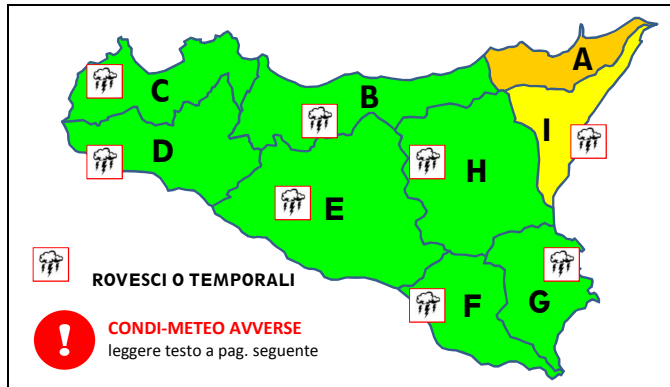 A
C
B
I
D
H
E
F
G
ROVESCI O TEMPORALI
!
CONDI-METEO AVVERSE
leggere testo a pag. seguente